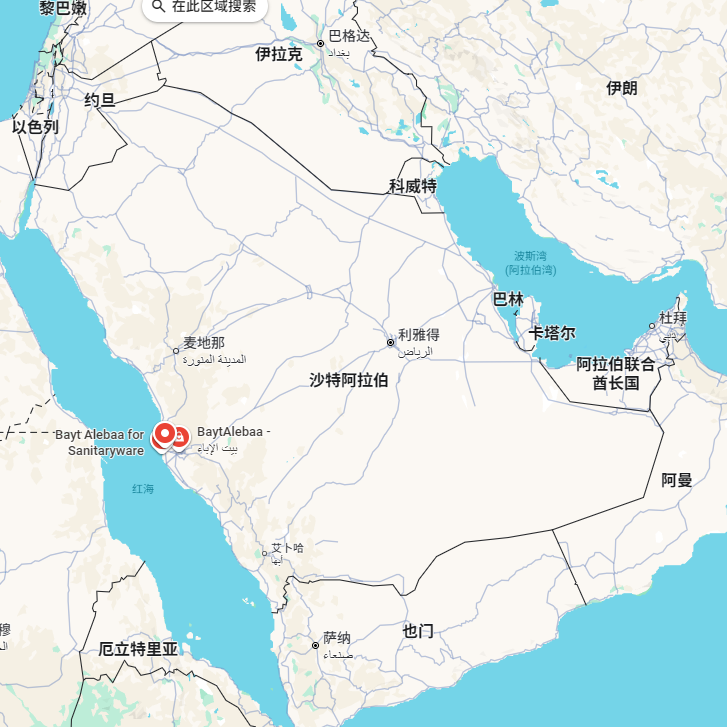 黎巴嫩
在此区域搜索
巴格达
بغداد
伊拉克
伊朗
约旦
以色列
科威特
波斯湾
(阿拉伯湾)
巴林
杜拜
دبي
卡塔尔
利雅得
الرياض
麦地那
المدينة المنورة
阿拉伯联合
酋长国
沙特阿拉伯
Bayt Alebaa for
Sanitaryware
BaytAlebaa -
بيت الإباء
阿曼
红海
艾卜哈
أبها
穆
也门
萨纳
صنعاء
厄立特里亚